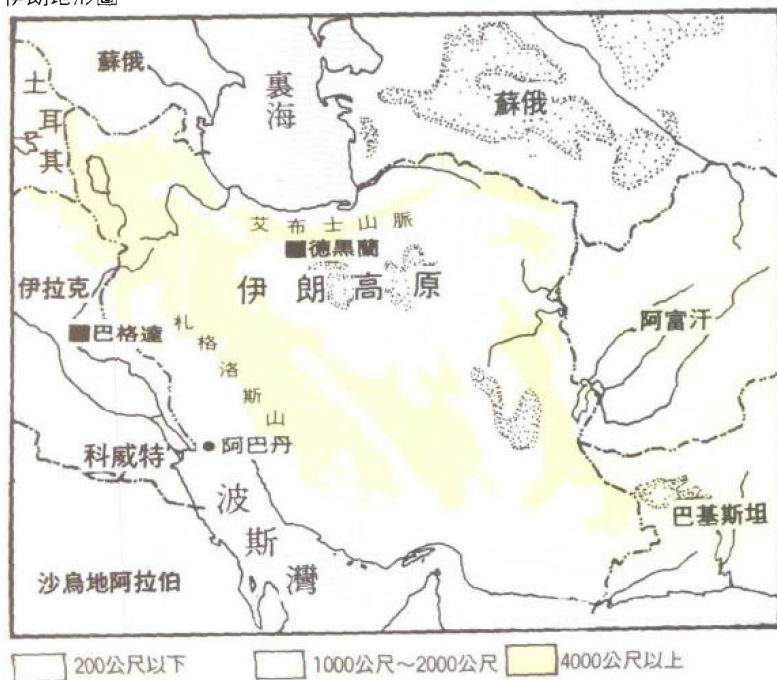 伊朗地形圖
蘇俄
裏海
蘇俄
土耳其
艾布士山脈
德黑蘭
伊朗高原
伊拉克
巴格達
札格洛斯山
阿富汗
阿巴丹
科威特
波斯灣
巴基斯坦
沙烏地阿拉伯
200公尺以下
1000公尺~2000公尺
4000公尺以上